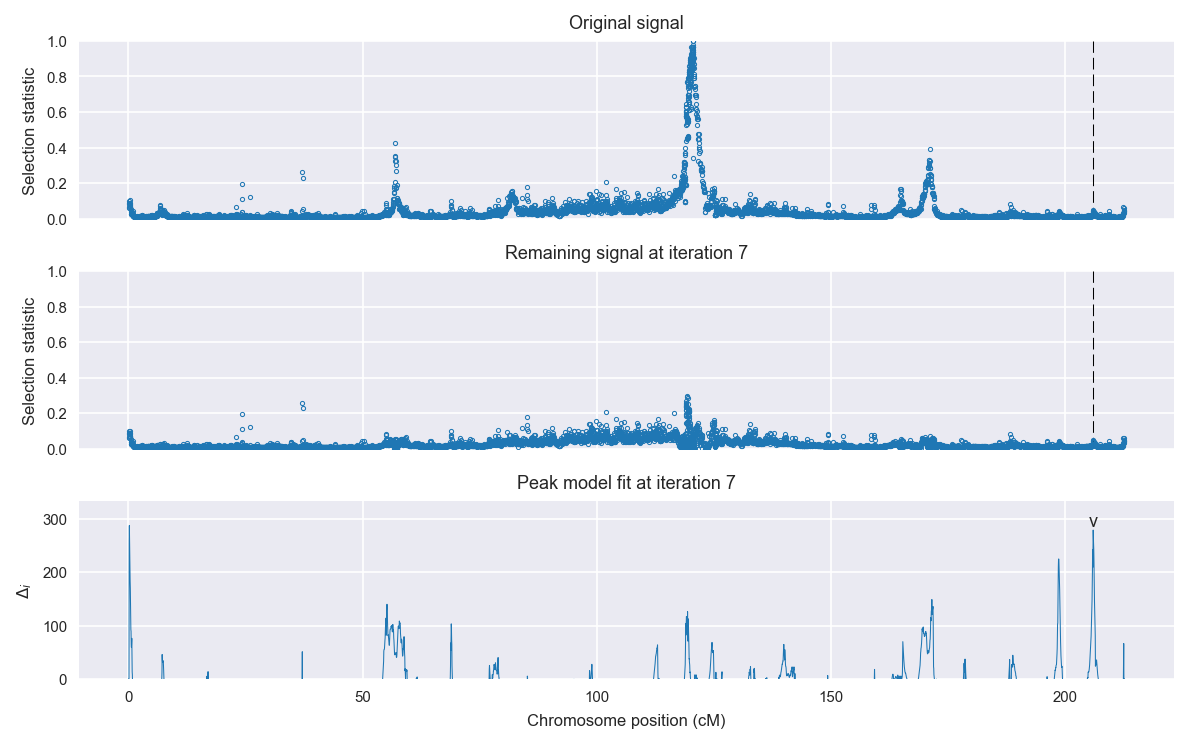 Original signal
1.0
0.8
0.6
0.4
0.2
0.0
Selection statistic
Remaining signal at iteration 7
1.0
0.8
0.6
0.4
0.2
0.0
Selection statistic
Peak model fit at iteration 7
300
200
100
0
Δi
v
0 50 100 150 200
Chromosome position (cM)